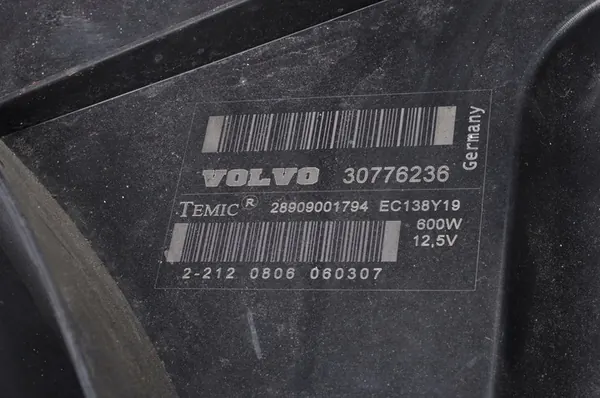 VOLVO 30776236
Germany
TEMIC® 28909001794 EC138Y19
600W
12,5V
2-212 0806 060307